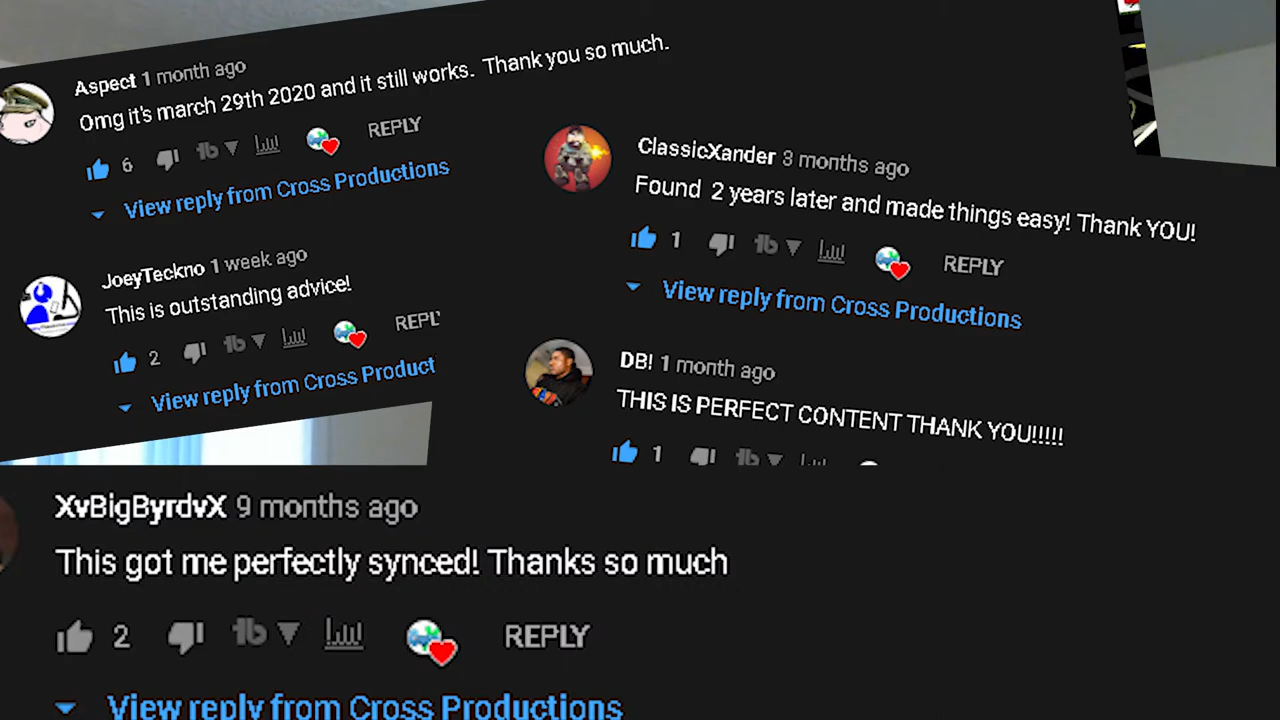 Aspect 1 month ago
Omg it's march 29th 2020 and it still works. Thank you so much.
6 REPLY
View reply from Cross Productions
JoeyTeckno 1 week ago
This is outstanding advice!
2 REPL
View reply from Cross Product
ClassicXander 3 months ago
Found 2 years later and made things easy! Thank YOU!
1 REPLY
View reply from Cross Productions
DB! 1 month ago
THIS IS PERFECT CONTENT THANK YOU!!!!!
1
XvBigByrdvX 9 months ago
This got me perfectly synced! Thanks so much
2 REPLY
View reply from Cross Productions